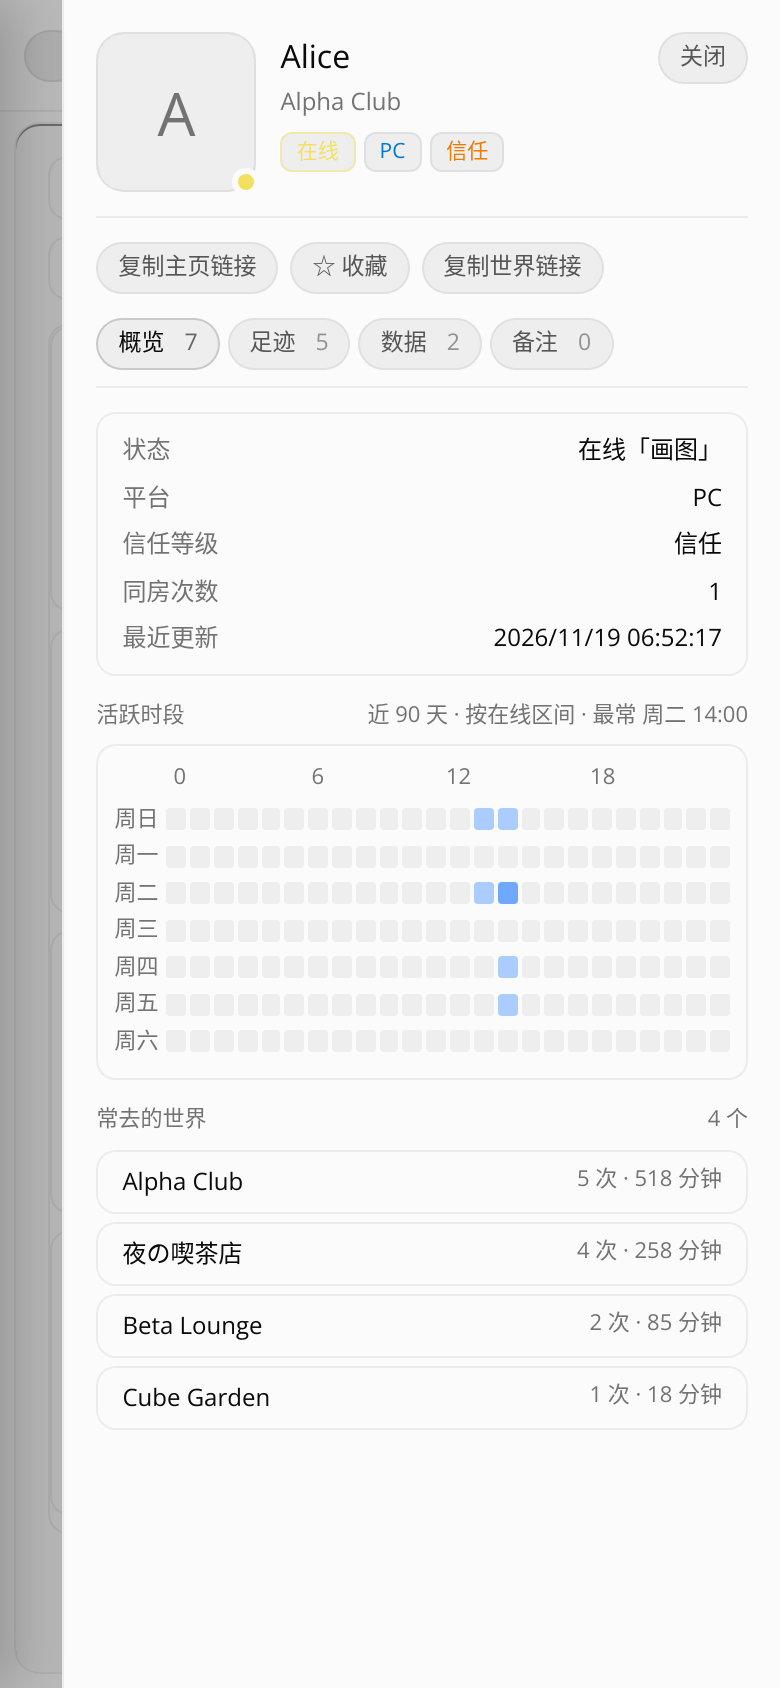 A
Alice
关闭
Alpha Club
在线 PC 信任
复制主页链接 ☆ 收藏 复制世界链接
概览 7 足迹 5 数据 2 备注 0
状态 在线「画图」
平台 PC
信任等级 信任
同房次数 1
最近更新 2026/11/19 06:52:17
活跃时段 近 90 天 · 按在线区间 · 最常 周二 14:00
0 6 12 18
周日
周一
周二
周三
周四
周五
周六
常去的世界 4 个
Alpha Club 5 次 · 518 分钟
夜の喫茶店 4 次 · 258 分钟
Beta Lounge 2 次 · 85 分钟
Cube Garden 1 次 · 18 分钟